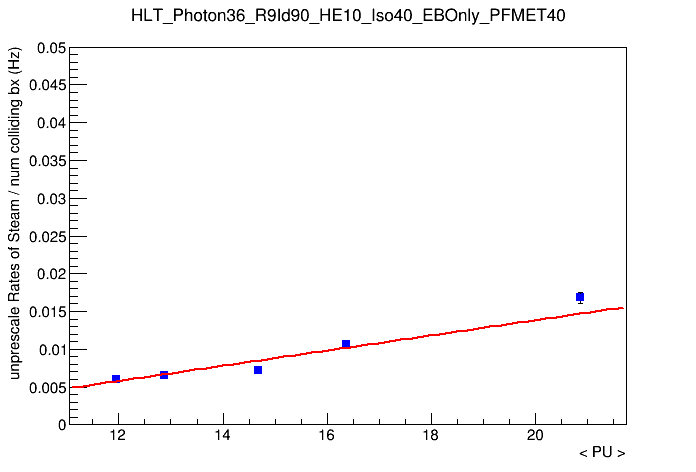 HLT_Photon36_R9Id90_HE10_Iso40_EBOnly_PFMET40
unprescale Rates of Steam / num colliding bx (Hz)
0.05
0.045
0.04
0.035
0.03
0.025
0.02
0.015
0.01
0.005
0
12 14 16 18 20
< PU >